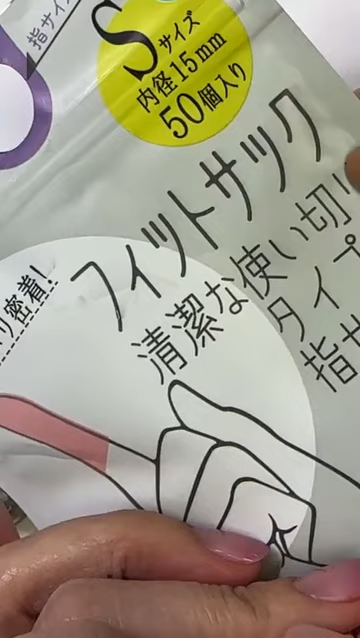 指サイズ
S サイズ
内径15mm
50個入り
フィットサック
清潔な使い切り
タイプ
指サ
り密着!